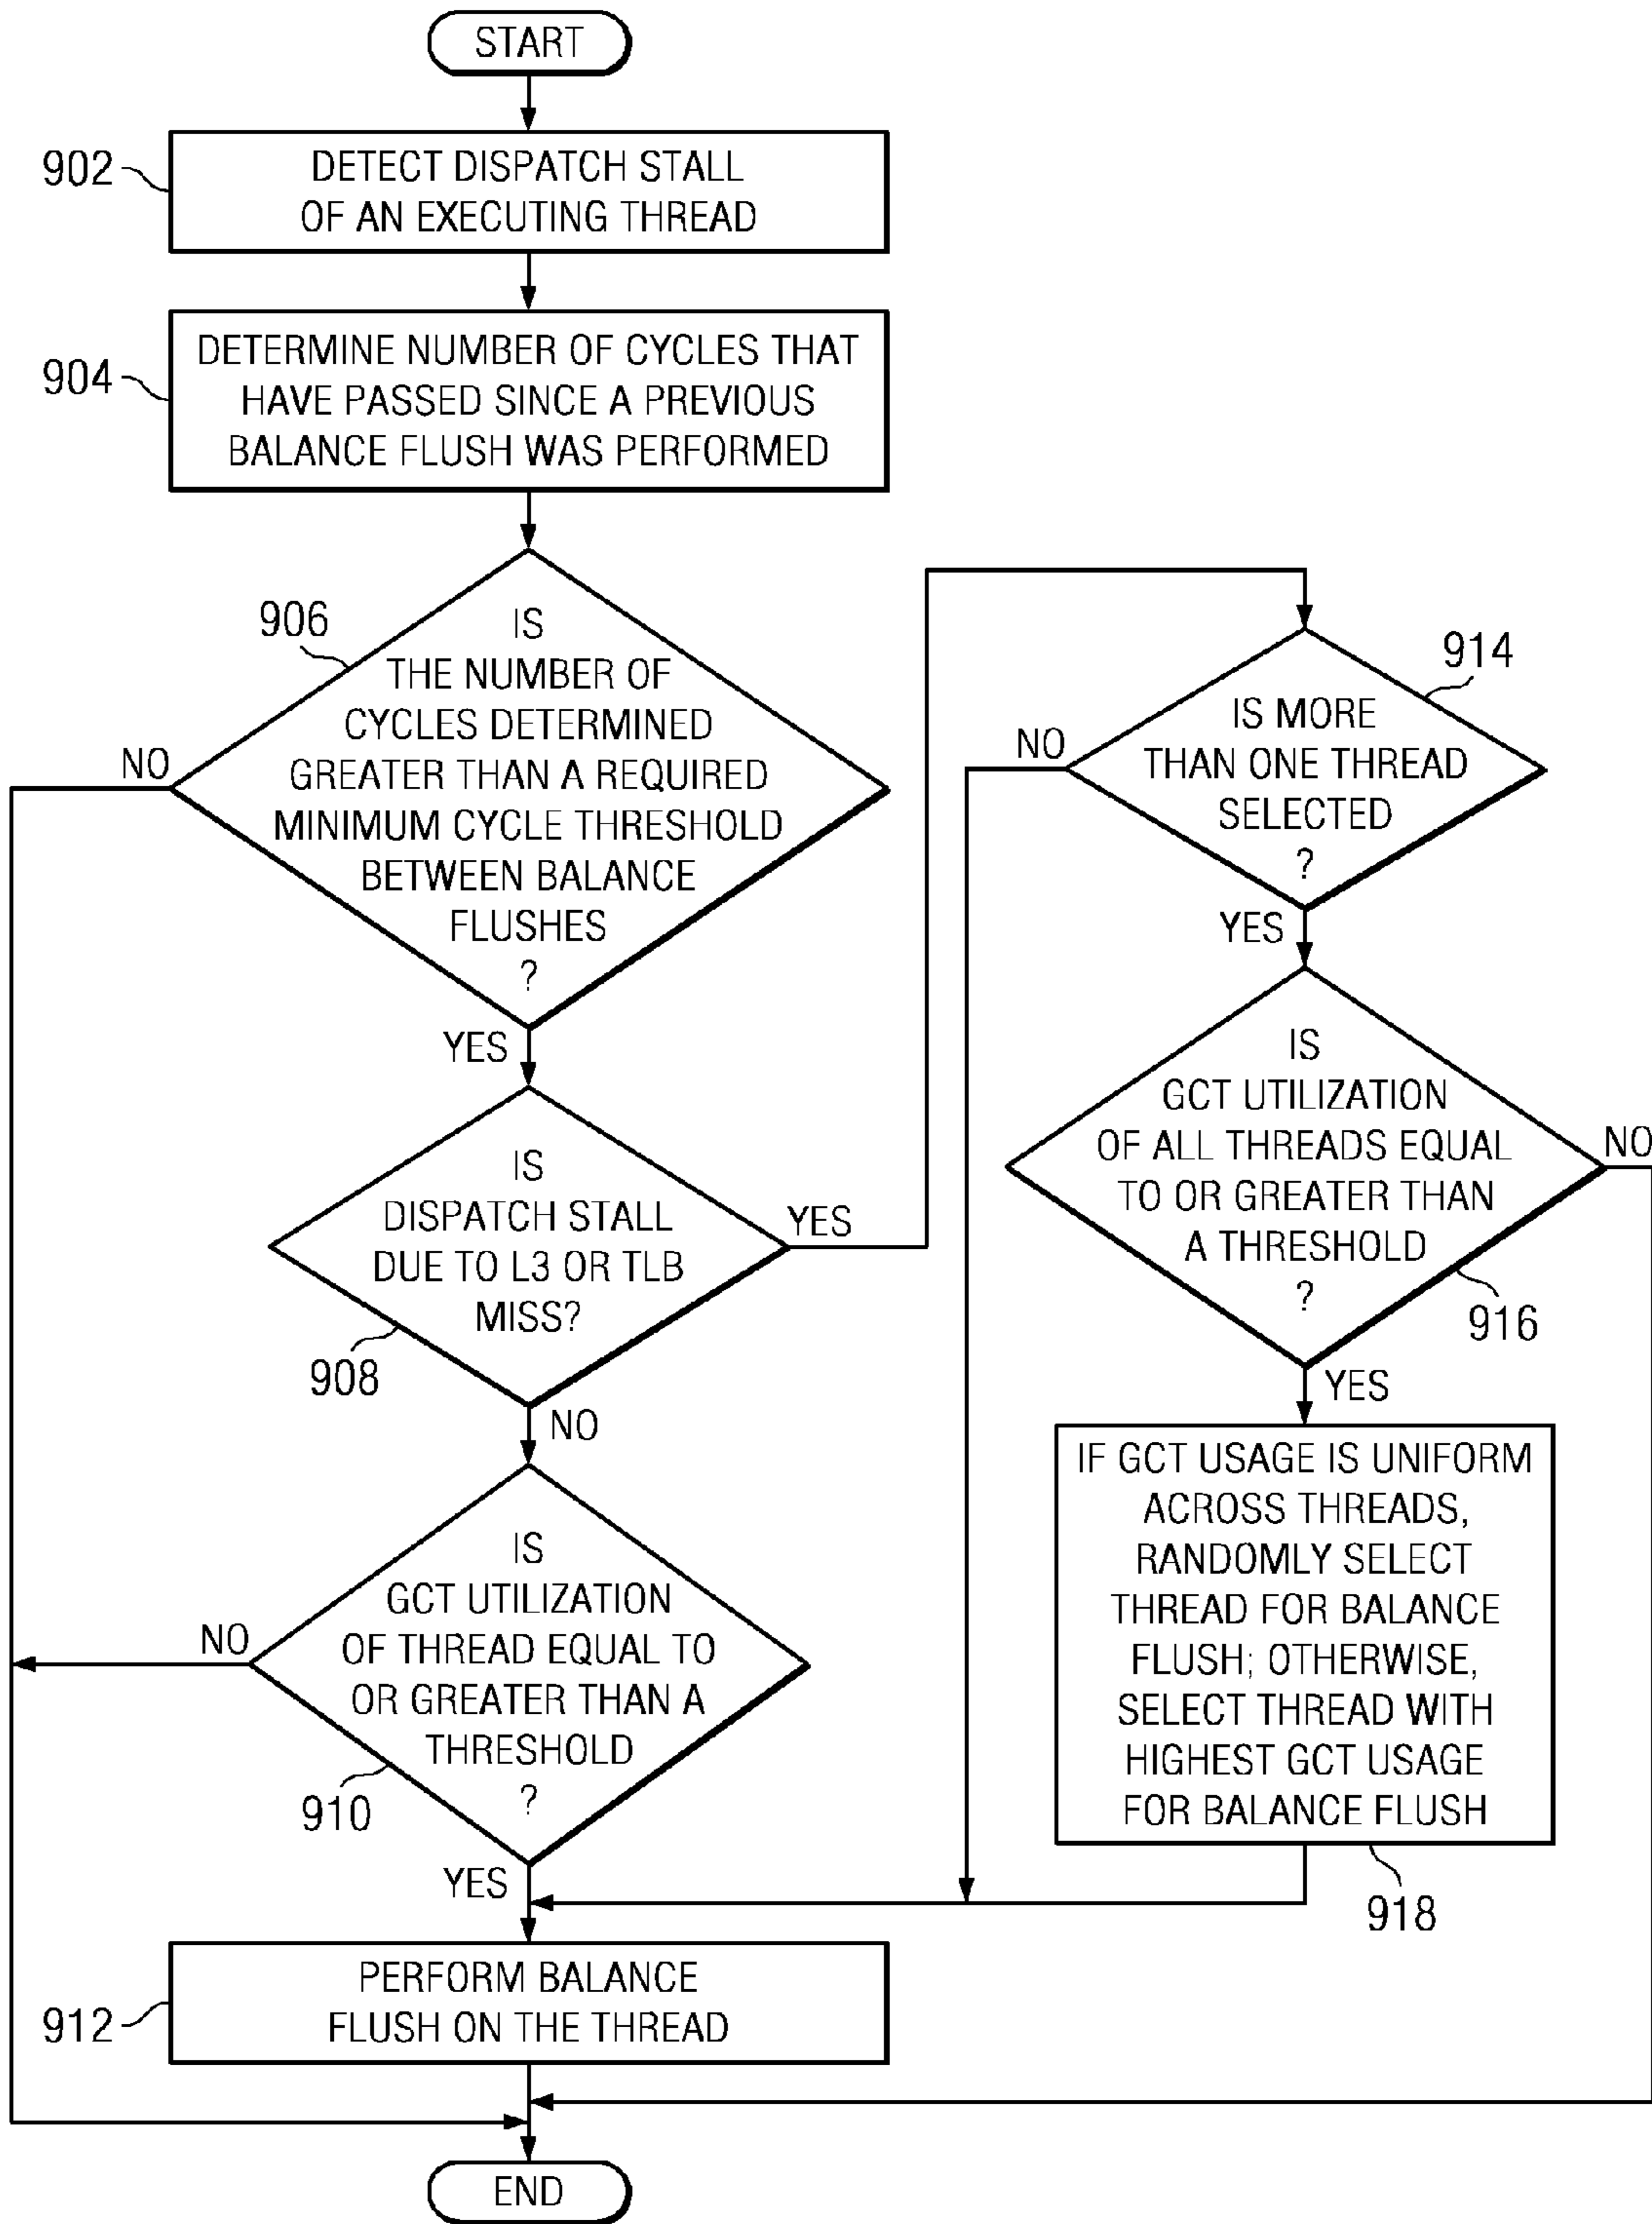 START
902
DETECT DISPATCH STALL
OF AN EXECUTING THREAD
904
DETERMINE NUMBER OF CYCLES THAT
HAVE PASSED SINCE A PREVIOUS
BALANCE FLUSH WAS PERFORMED
906
IS
THE NUMBER OF
CYCLES DETERMINED
GREATER THAN A REQUIRED
MINIMUM CYCLE THRESHOLD
BETWEEN BALANCE
FLUSHES
?
NO
YES
IS
DISPATCH STALL
DUE TO L3 OR TLB
MISS?
908
YES
NO
IS
GCT UTILIZATION
OF THREAD EQUAL TO
OR GREATER THAN A
THRESHOLD
?
910
NO
YES
912
PERFORM BALANCE
FLUSH ON THE THREAD
914
IS MORE
THAN ONE THREAD
SELECTED
?
NO
YES
IS
GCT UTILIZATION
OF ALL THREADS EQUAL
TO OR GREATER THAN
A THRESHOLD
?
916
NO
YES
IF GCT USAGE IS UNIFORM
ACROSS THREADS,
RANDOMLY SELECT
THREAD FOR BALANCE
FLUSH; OTHERWISE,
SELECT THREAD WITH
HIGHEST GCT USAGE
FOR BALANCE FLUSH
918
END